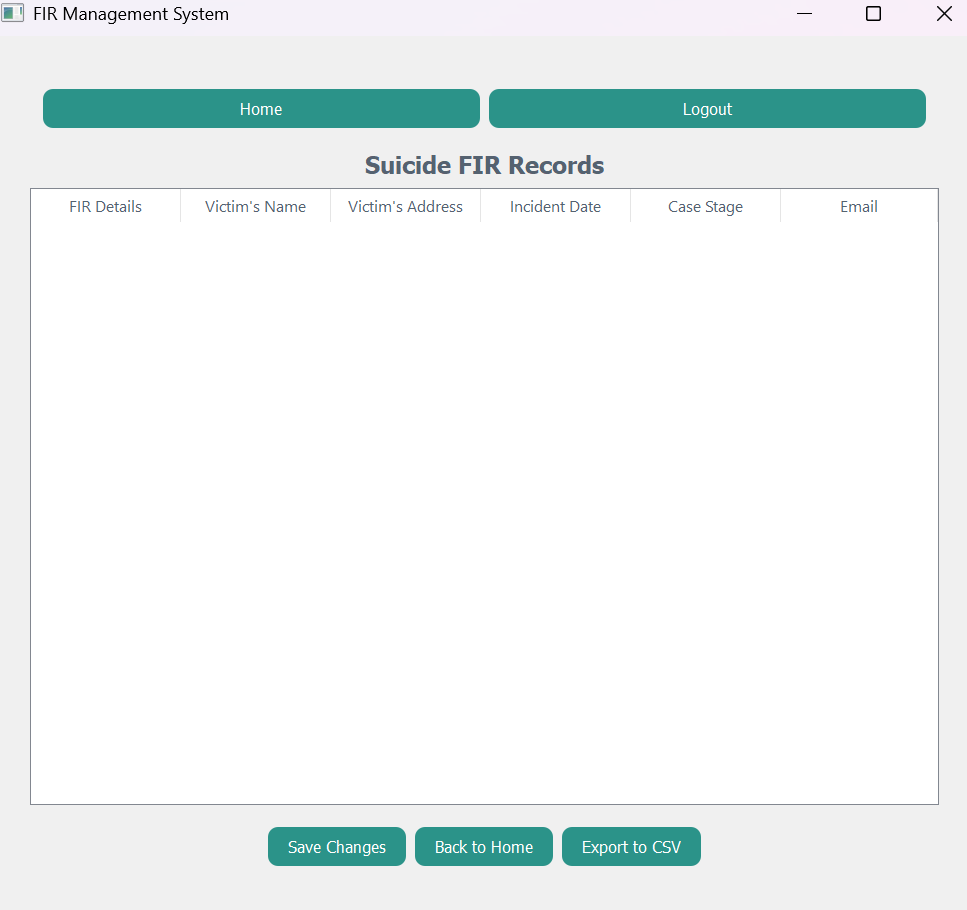 FIR Management System
Home Logout
Suicide FIR Records
FIR Details Victim's Name Victim's Address Incident Date Case Stage Email
Save Changes Back to Home Export to CSV